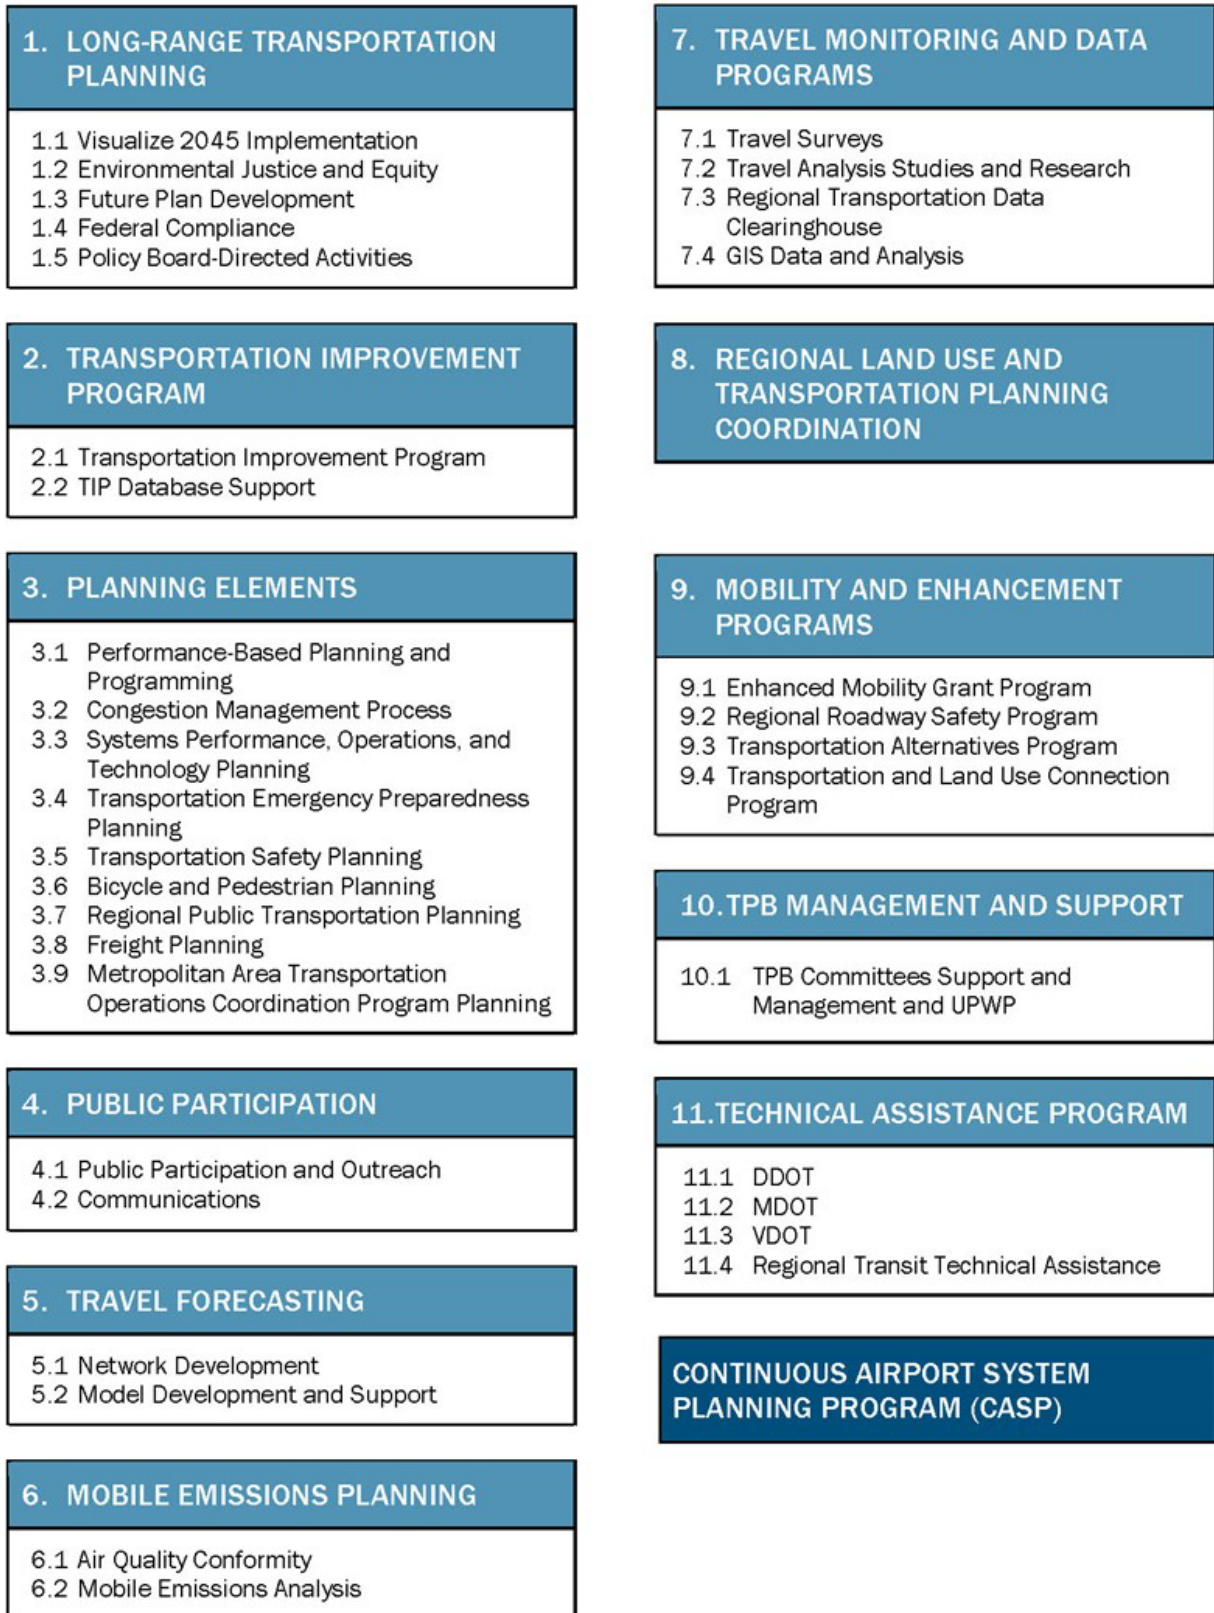 1. LONG-RANGE TRANSPORTATION
PLANNING
1.1 Visualize 2045 Implementation
1.2 Environmental Justice and Equity
1.3 Future Plan Development
1.4 Federal Compliance
1.5 Policy Board-Directed Activities
2. TRANSPORTATION IMPROVEMENT
PROGRAM
2.1 Transportation Improvement Program
2.2 TIP Database Support
3. PLANNING ELEMENTS
3.1 Performance-Based Planning and
Programming
3.2 Congestion Management Process
3.3 Systems Performance, Operations, and
Technology Planning
3.4 Transportation Emergency Preparedness
Planning
3.5 Transportation Safety Planning
3.6 Bicycle and Pedestrian Planning
3.7 Regional Public Transportation Planning
3.8 Freight Planning
3.9 Metropolitan Area Transportation
Operations Coordination Program Planning
4. PUBLIC PARTICIPATION
4.1 Public Participation and Outreach
4.2 Communications
5. TRAVEL FORECASTING
5.1 Network Development
5.2 Model Development and Support
6. MOBILE EMISSIONS PLANNING
6.1 Air Quality Conformity
6.2 Mobile Emissions Analysis
7. TRAVEL MONITORING AND DATA
PROGRAMS
7.1 Travel Surveys
7.2 Travel Analysis Studies and Research
7.3 Regional Transportation Data
Clearinghouse
7.4 GIS Data and Analysis
8. REGIONAL LAND USE AND
TRANSPORTATION PLANNING
COORDINATION
9. MOBILITY AND ENHANCEMENT
PROGRAMS
9.1 Enhanced Mobility Grant Program
9.2 Regional Roadway Safety Program
9.3 Transportation Alternatives Program
9.4 Transportation and Land Use Connection
Program
10. TPB MANAGEMENT AND SUPPORT
10.1 TPB Committees Support and
Management and UPWP
11. TECHNICAL ASSISTANCE PROGRAM
11.1 DDOT
11.2 MDOT
11.3 VDOT
11.4 Regional Transit Technical Assistance
CONTINUOUS AIRPORT SYSTEM
PLANNING PROGRAM (CASP)